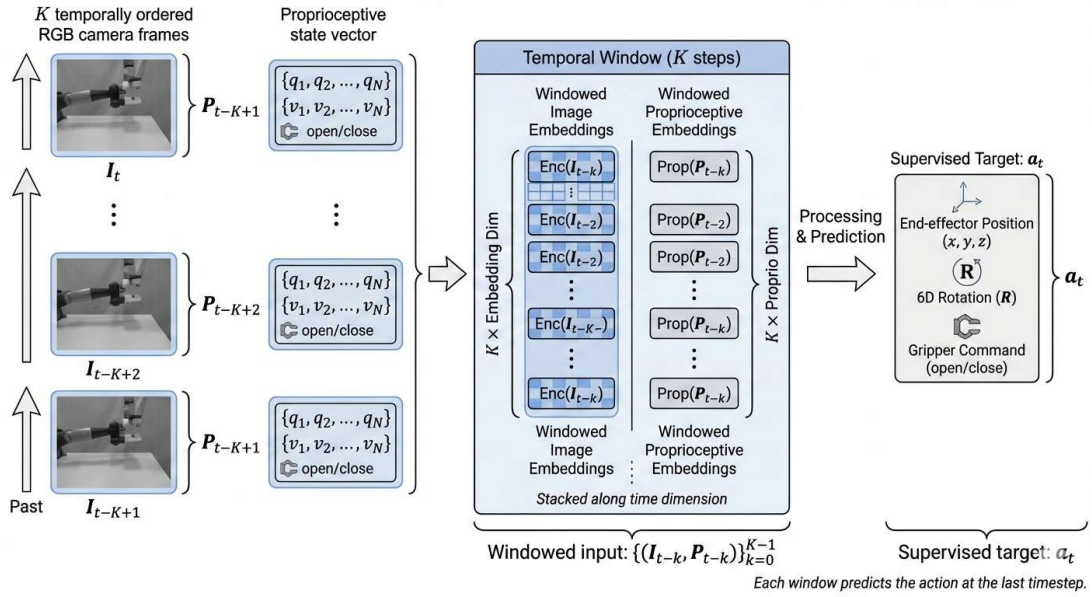 K temporally ordered
RGB camera frames
Proprioceptive
state vector
P_{t−K+1}
{q_1, q_2, ..., q_N}
{v_1, v_2, ..., v_N}
open/close
I_t
P_{t−K+2}
{q_1, q_2, ..., q_N}
{v_1, v_2, ..., v_N}
open/close
I_{t−K+2}
P_{t−K+1}
{q_1, q_2, ..., q_N}
{v_1, v_2, ..., v_N}
open/close
Past
I_{t−K+1}
Temporal Window (K steps)
Windowed
Image
Embeddings
Windowed
Proprioceptive
Embeddings
K × Embedding Dim
Enc(I_{t−k})
Prop(P_{t−k})
Enc(I_{t−2})
Prop(P_{t−2})
Enc(I_{t−2})
Prop(P_{t−2})
Enc(I_{t−K−})
Prop(P_{t−k})
Enc(I_{t−k})
Prop(P_{t−k})
K × Proprio Dim
Windowed
Image
Embeddings
Windowed
Proprioceptive
Embeddings
Stacked along time dimension
Windowed input: {(I_{t−k}, P_{t−k})}_{k=0}^{K−1}
Processing
& Prediction
Supervised Target: a_t
End-effector Position
(x, y, z)
R
6D Rotation (R)
Gripper Command
(open/close)
a_t
Supervised target: a_t
Each window predicts the action at the last timestep.